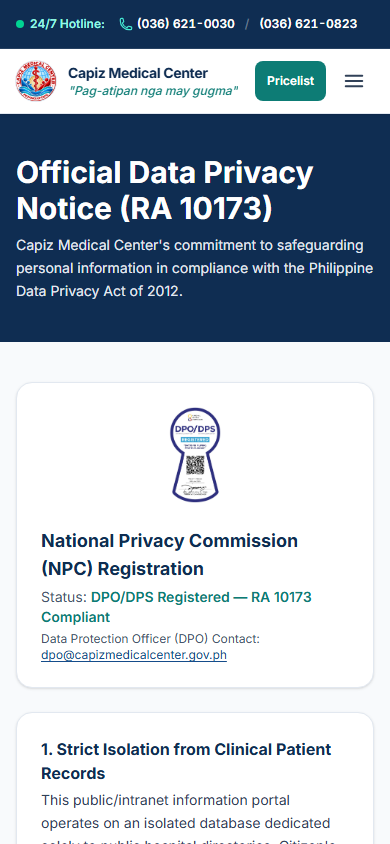 24/7 Hotline: (036) 621-0030 / (036) 621-0823
Capiz Medical Center
"Pag-atipan nga may gugma"
Pricelist
Official Data Privacy
Notice (RA 10173)
Capiz Medical Center's commitment to safeguarding
personal information in compliance with the Philippine
Data Privacy Act of 2012.
DPO/DPS
REGISTERED
National Privacy Commission
(NPC) Registration
Status: DPO/DPS Registered — RA 10173
Compliant
Data Protection Officer (DPO) Contact:
dpo@capizmedicalcenter.gov.ph
1. Strict Isolation from Clinical Patient
Records
This public/intranet information portal
operates on an isolated database dedicated